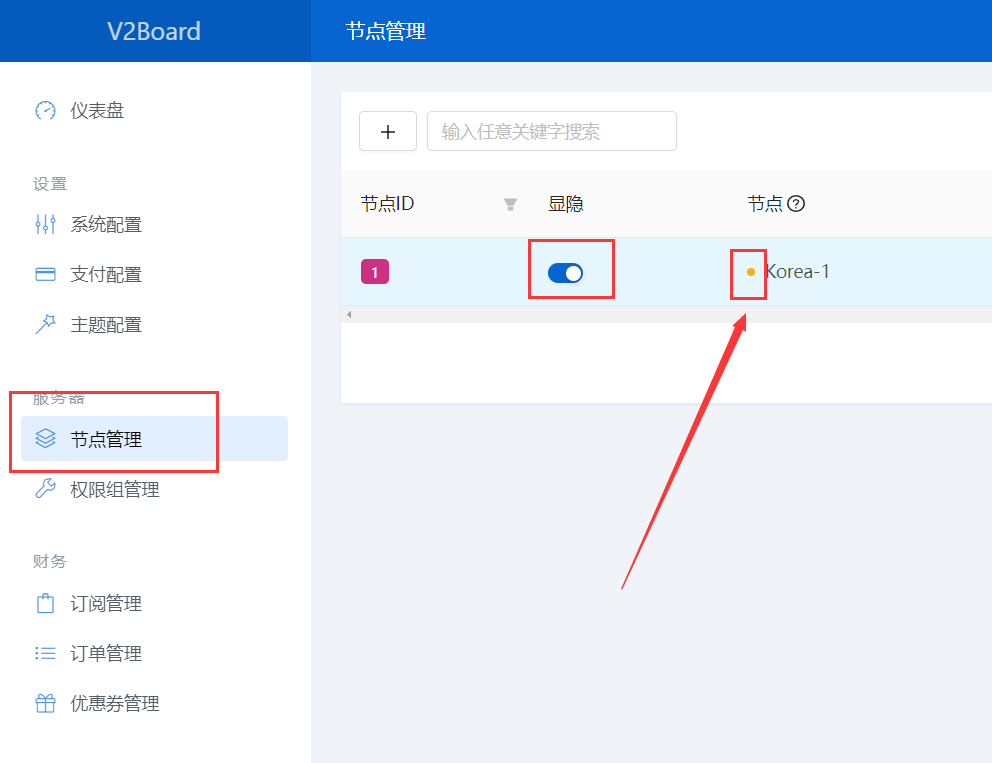 V2Board
节点管理
仪表盘
输入任意关键字搜索
设置
节点ID
显隐
节点
系统配置
1
Korea-1
支付配置
主题配置
服务器
节点管理
权限组管理
财务
订阅管理
订单管理
优惠券管理